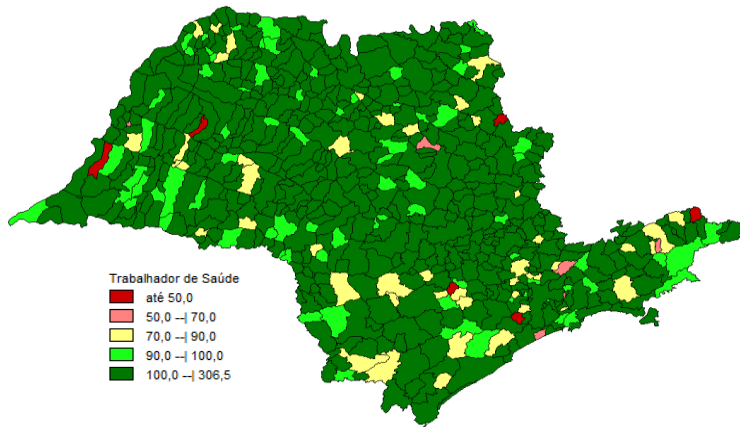 Trabalhador de Saúde
até 50,0
50,0 --| 70,0
70,0 --| 90,0
90,0 --| 100,0
100,0 --| 306,5